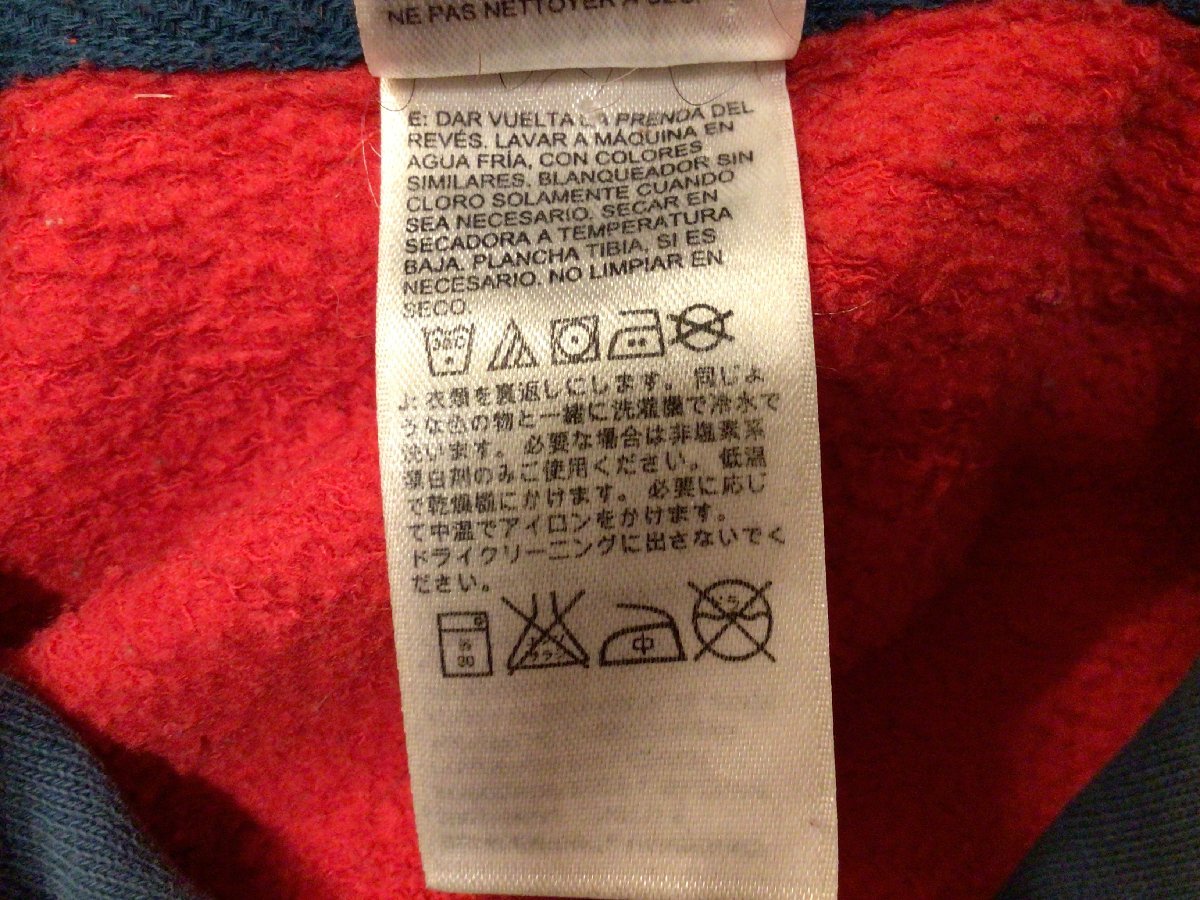 NE PAS NETTOYER À SEC.
E: DAR VUELTA LA PRENDA DEL
REVÉS. LAVAR A MÁQUINA EN
AGUA FRÍA, CON COLORES
SIMILARES. BLANQUEADOR SIN
CLORO SOLAMENTE CUANDO
SEA NECESARIO. SECAR EN
SECADORA A TEMPERATURA
BAJA. PLANCHA TIBIA, SI ES
NECESARIO. NO LIMPIAR EN
SECO.
30C
J: 衣類を裏返しにします。 同じよ
うな色の物と一緒に洗濯機で冷水で
洗います。 必要な場合は非塩素系
漂白剤のみご使用ください。 低温
で乾燥機にかけます。 必要に応じ
て中温でアイロンをかけます。
ドライクリーニングに出さないでく
ださい。
中
30